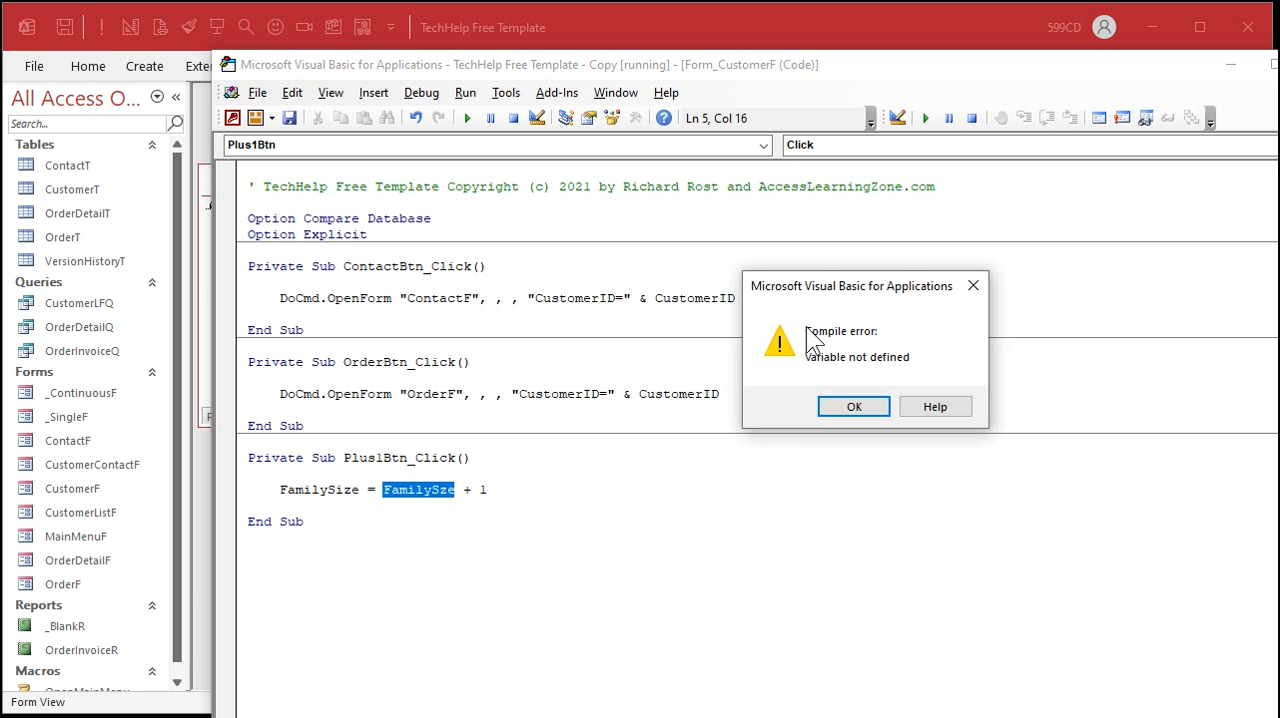 TechHelp Free Template
599CD
File Home Create
Microsoft Visual Basic for Applications - TechHelp Free Template - Copy [running] - [Form_CustomerF (Code)]
File Edit View Insert Debug Run Tools Add-Ins Window Help
Ln 5, Col 16
Plus1Btn
Click
All Access O...
Search...
Tables
ContactT
CustomerT
OrderDetailT
OrderT
VersionHistoryT
Queries
CustomerLFQ
OrderDetailQ
OrderInvoiceQ
Forms
_ContinuousF
_SingleF
ContactF
CustomerContactF
CustomerF
CustomerListF
MainMenuF
OrderDetailF
OrderF
Reports
_BlankR
OrderInvoiceR
Macros
OpenMainMenu
Form View
' TechHelp Free Template Copyright (c) 2021 by Richard Rost and AccessLearningZone.com
Option Compare Database
Option Explicit
Private Sub ContactBtn_Click()
DoCmd.OpenForm "ContactF", , , "CustomerID=" & CustomerID
End Sub
Private Sub OrderBtn_Click()
DoCmd.OpenForm "OrderF", , , "CustomerID=" & CustomerID
End Sub
Private Sub Plus1Btn_Click()
FamilySize = FamilySze + 1
End Sub
Microsoft Visual Basic for Applications
Compile error:
Variable not defined
OK Help